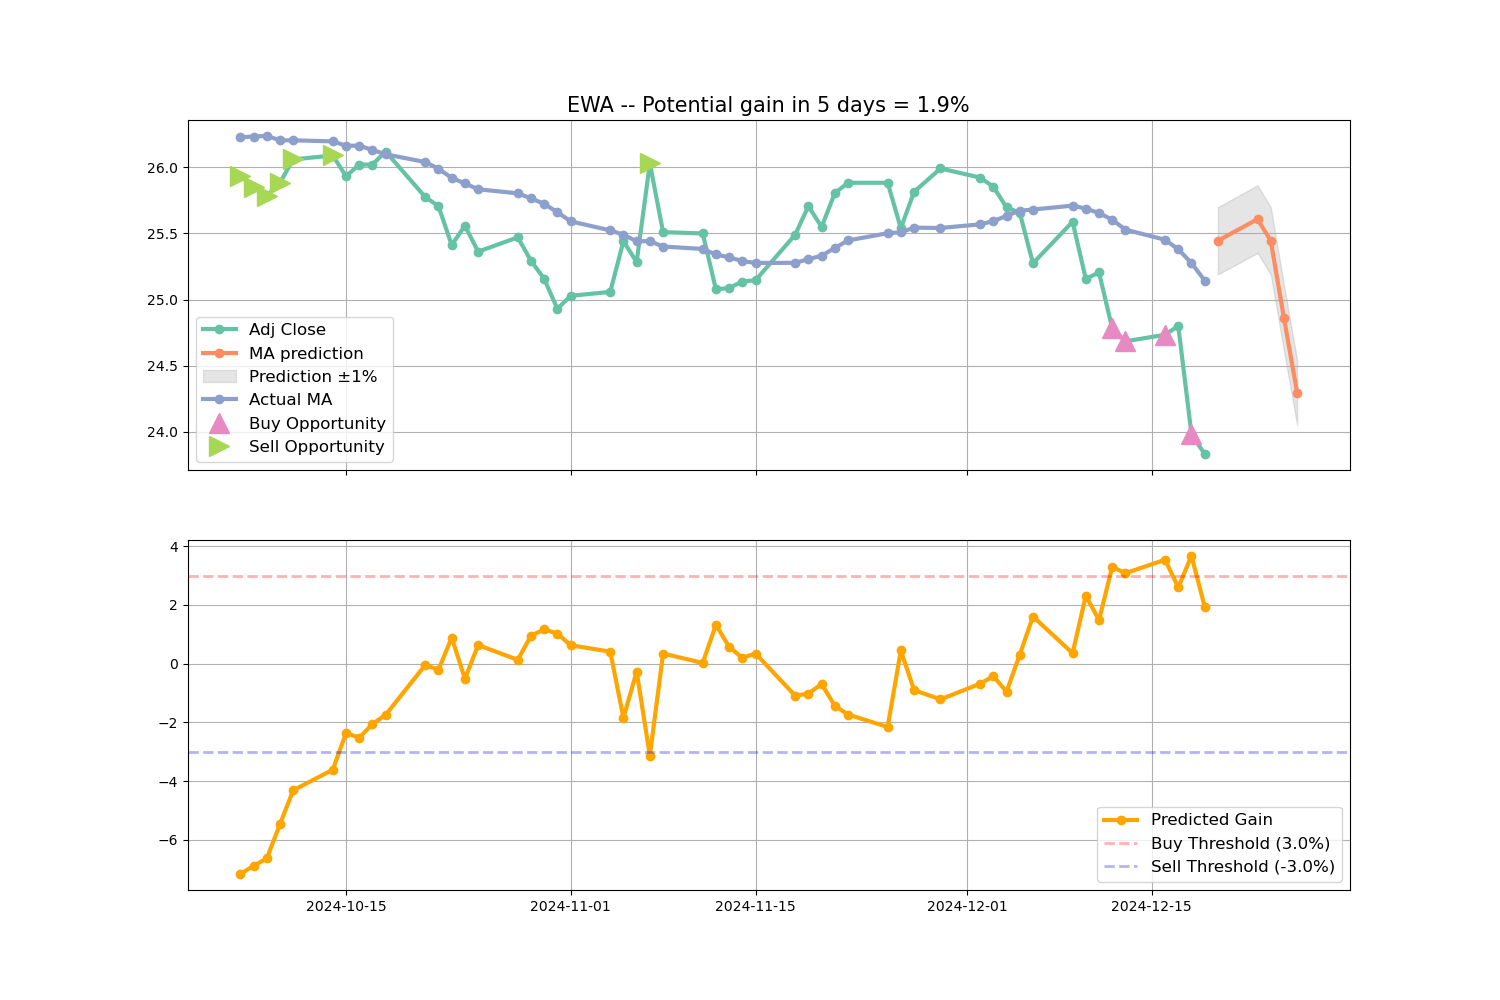 EWA -- Potential gain in 5 days = 1.9%
26.0
25.5
25.0
24.5
24.0
Adj Close
MA prediction
Prediction ±1%
Actual MA
Buy Opportunity
Sell Opportunity
4
2
0
−2
−4
−6
Predicted Gain
Buy Threshold (3.0%)
Sell Threshold (-3.0%)
2024-10-15
2024-11-01
2024-11-15
2024-12-01
2024-12-15